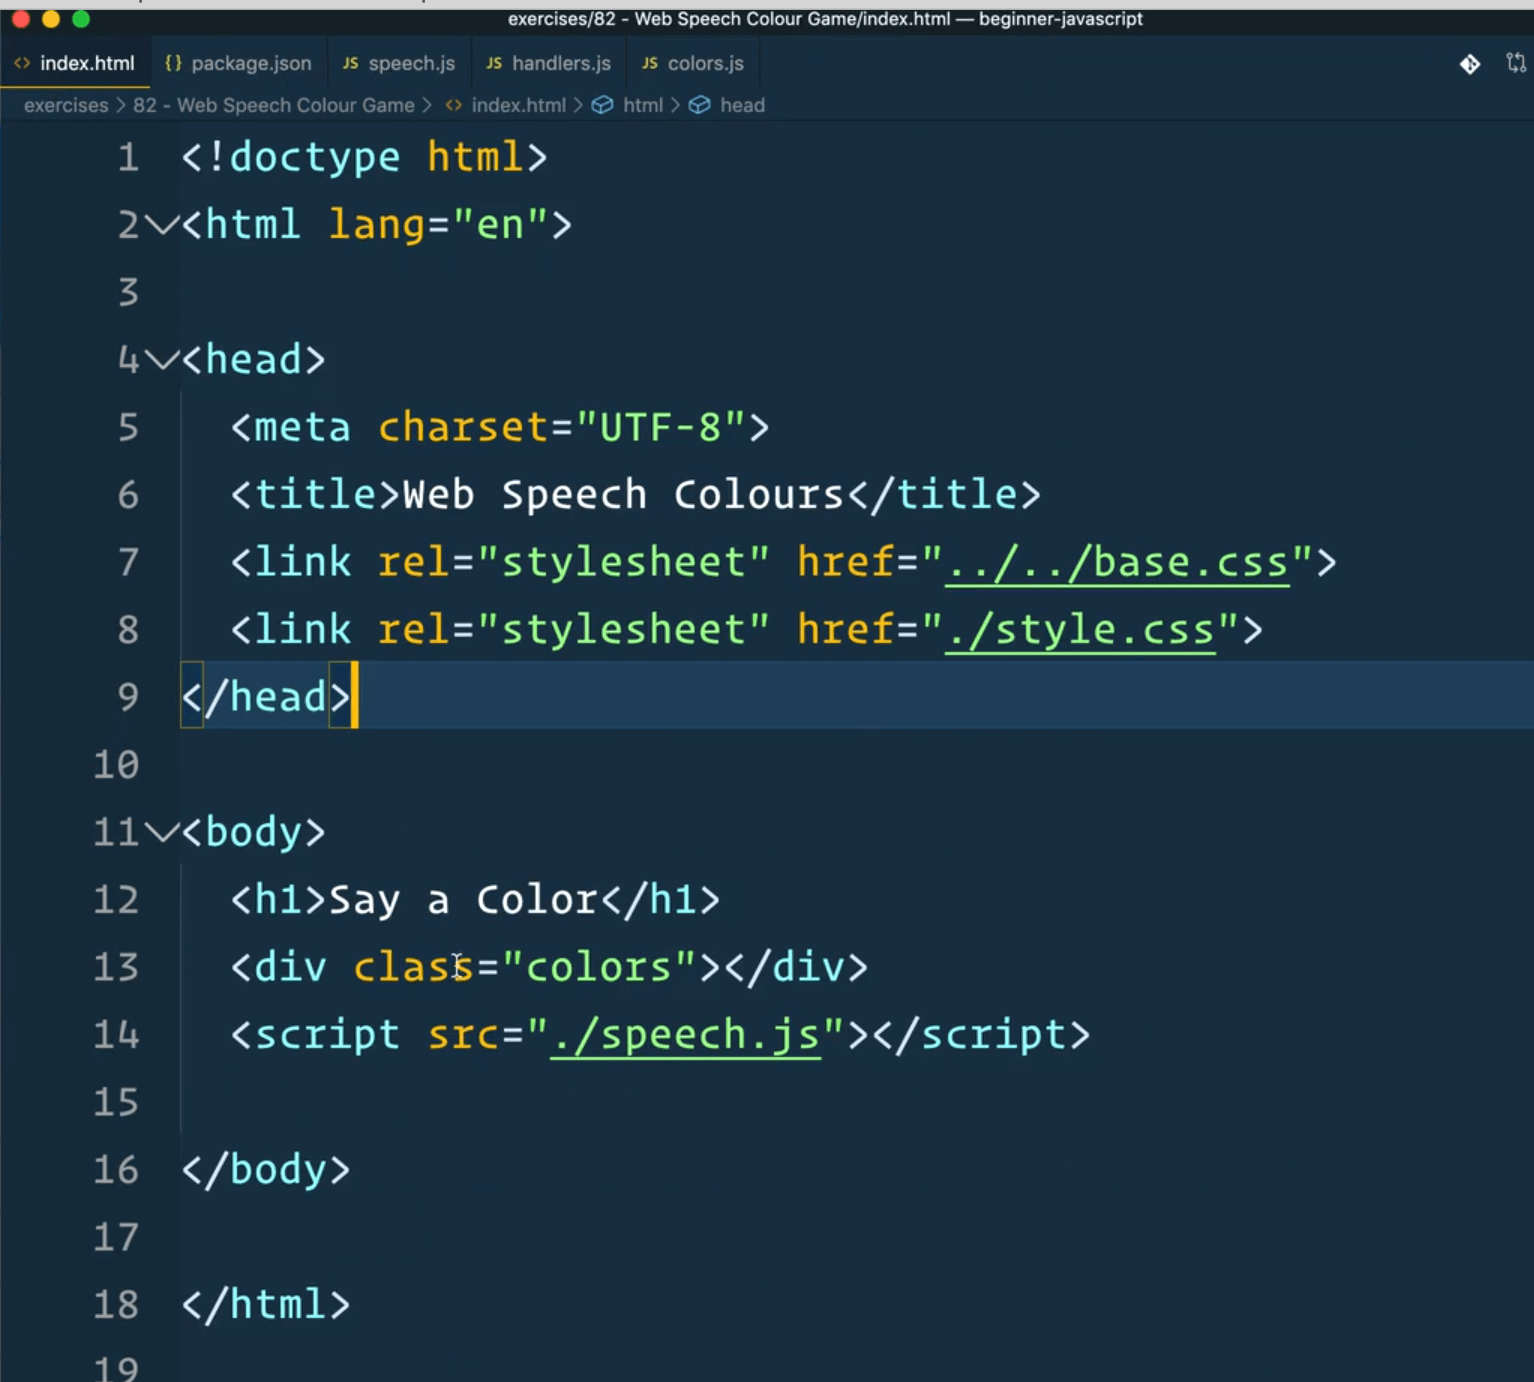 exercises/82 - Web Speech Colour Game/index.html — beginner-javascript
<> index.html {} package.json JS speech.js JS handlers.js JS colors.js
exercises > 82 - Web Speech Colour Game > <> index.html > html > head
1 <!doctype html>
2 <html lang="en">
3
4 <head>
5 <meta charset="UTF-8">
6 <title>Web Speech Colours</title>
7 <link rel="stylesheet" href="../../base.css">
8 <link rel="stylesheet" href="./style.css">
9 </head>
10
11 <body>
12 <h1>Say a Color</h1>
13 <div class="colors"></div>
14 <script src="./speech.js"></script>
15
16 </body>
17
18 </html>
19